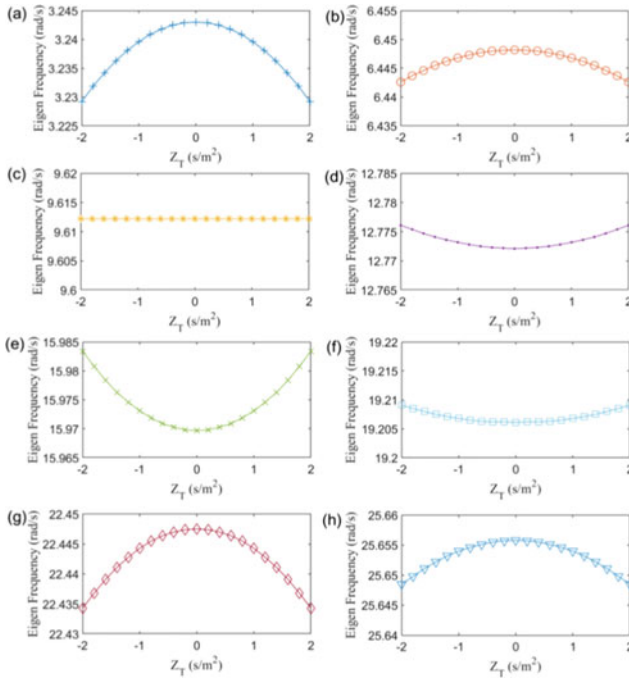 (a)
Eigen Frequency (rad/s)
3.245
3.24
3.235
3.23
3.225
-2 -1 0 1 2
Z_T (s/m²)
(b)
Eigen Frequency (rad/s)
6.455
6.45
6.445
6.44
6.435
-2 -1 0 1 2
Z_T (s/m²)
(c)
Eigen Frequency (rad/s)
9.62
9.615
9.61
9.605
9.6
-2 -1 0 1 2
Z_T (s/m²)
(d)
Eigen Frequency (rad/s)
12.785
12.78
12.775
12.77
12.765
-2 -1 0 1 2
Z_T (s/m²)
(e)
Eigen Frequency (rad/s)
15.985
15.98
15.975
15.97
15.965
-2 -1 0 1 2
Z_T (s/m²)
(f)
Eigen Frequency (rad/s)
19.22
19.215
19.21
19.205
19.2
-2 -1 0 1 2
Z_T (s/m²)
(g)
Eigen Frequency (rad/s)
22.45
22.445
22.44
22.435
22.43
-2 -1 0 1 2
Z_T (s/m²)
(h)
Eigen Frequency (rad/s)
25.66
25.655
25.65
25.645
25.64
-2 -1 0 1 2
Z_T (s/m²)